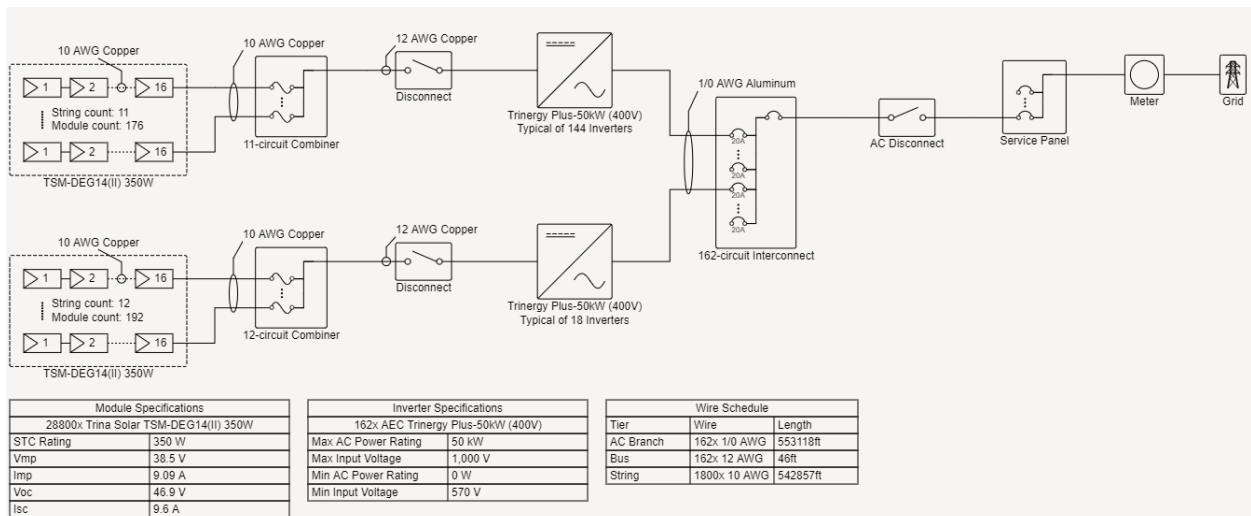 10 AWG Copper
10 AWG Copper
12 AWG Copper
1
2
16
String count: 11
Module count: 176
1
2
16
TSM-DEG14(II) 350W
11-circuit Combiner
Disconnect
Trinergy Plus-50kW (400V)
Typical of 144 Inverters
1/0 AWG Aluminum
20A
20A
20A
20A
162-circuit Interconnect
AC Disconnect
Service Panel
Meter
Grid
10 AWG Copper
10 AWG Copper
12 AWG Copper
1
2
16
String count: 12
Module count: 192
1
2
16
TSM-DEG14(II) 350W
12-circuit Combiner
Disconnect
Trinergy Plus-50kW (400V)
Typical of 18 Inverters
Module Specifications
28800x Trina Solar TSM-DEG14(II) 350W
STC Rating 350 W
Vmp 38.5 V
Imp 9.09 A
Voc 46.9 V
Isc 9.6 A
Inverter Specifications
162x AEC Trinergy Plus-50kW (400V)
Max AC Power Rating 50 kW
Max Input Voltage 1,000 V
Min AC Power Rating 0 W
Min Input Voltage 570 V
Wire Schedule
Tier Wire Length
AC Branch 162x 1/0 AWG 553118ft
Bus 162x 12 AWG 46ft
String 1800x 10 AWG 542857ft